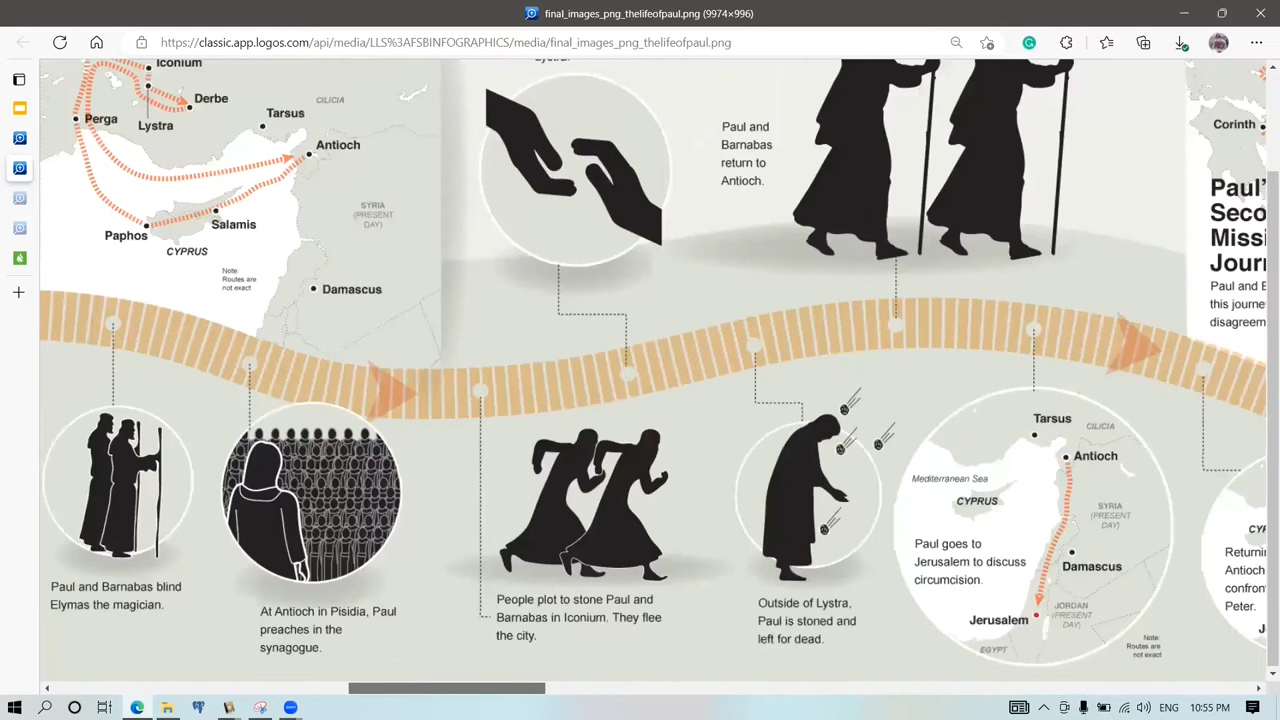 final_images_png_thelifeofpaul.png (9974×996)
https://classic.app.logos.com/api/media/LLS%3AFSBINFOGRAPHICS/media/final_images_png_thelifeofpaul.png
Iconium
Derbe
CILICIA
Perga
Lystra
Tarsus
Antioch
SYRIA
(PRESENT
DAY)
Salamis
Paphos
CYPRUS
Note:
Routes are
not exact
Damascus
Lystra.
Paul and
Barnabas
return to
Antioch.
Corinth
Paul'
Seco
Missi
Journ
Paul and B
this journe
disagreem
Paul and Barnabas blind
Elymas the magician.
At Antioch in Pisidia, Paul
preaches in the
synagogue.
People plot to stone Paul and
Barnabas in Iconium. They flee
the city.
Outside of Lystra,
Paul is stoned and
left for dead.
Tarsus
CILICIA
Antioch
Mediterranean Sea
CYPRUS
SYRIA
(PRESENT
DAY)
Paul goes to
Jerusalem to discuss
circumcision.
Damascus
Jerusalem
JORDAN
(PRESENT
DAY)
EGYPT
Note:
Routes are
not exact
CYP
Returnin
Antioch
confron
Peter.
J
ENG
10:55 PM